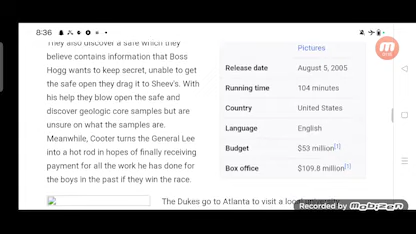 8:36
They also discover a safe which they
believe contains information that Boss
Hogg wants to keep secret, unable to get
the safe open they drag it to Sheev's. With
his help they blow open the safe and
discover geologic core samples but are
unsure on what the samples are.
Meanwhile, Cooter turns the General Lee
into a hot rod in hopes of finally receiving
payment for all the work he has done for
the boys in the past if they win the race.
Pictures
Release date August 5, 2005
Running time 104 minutes
Country United States
Language English
Budget $53 million[1]
Box office $109.8 million[1]
The Dukes go to Atlanta to visit a local
Recorded by
MOBIZEN